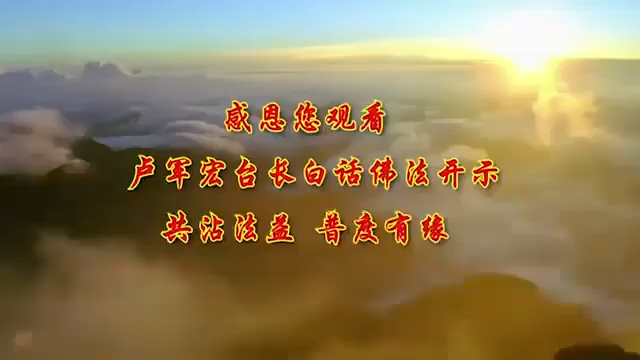 感恩您观看
卢军宏台长白话佛法开示
共沾法益 普度有缘